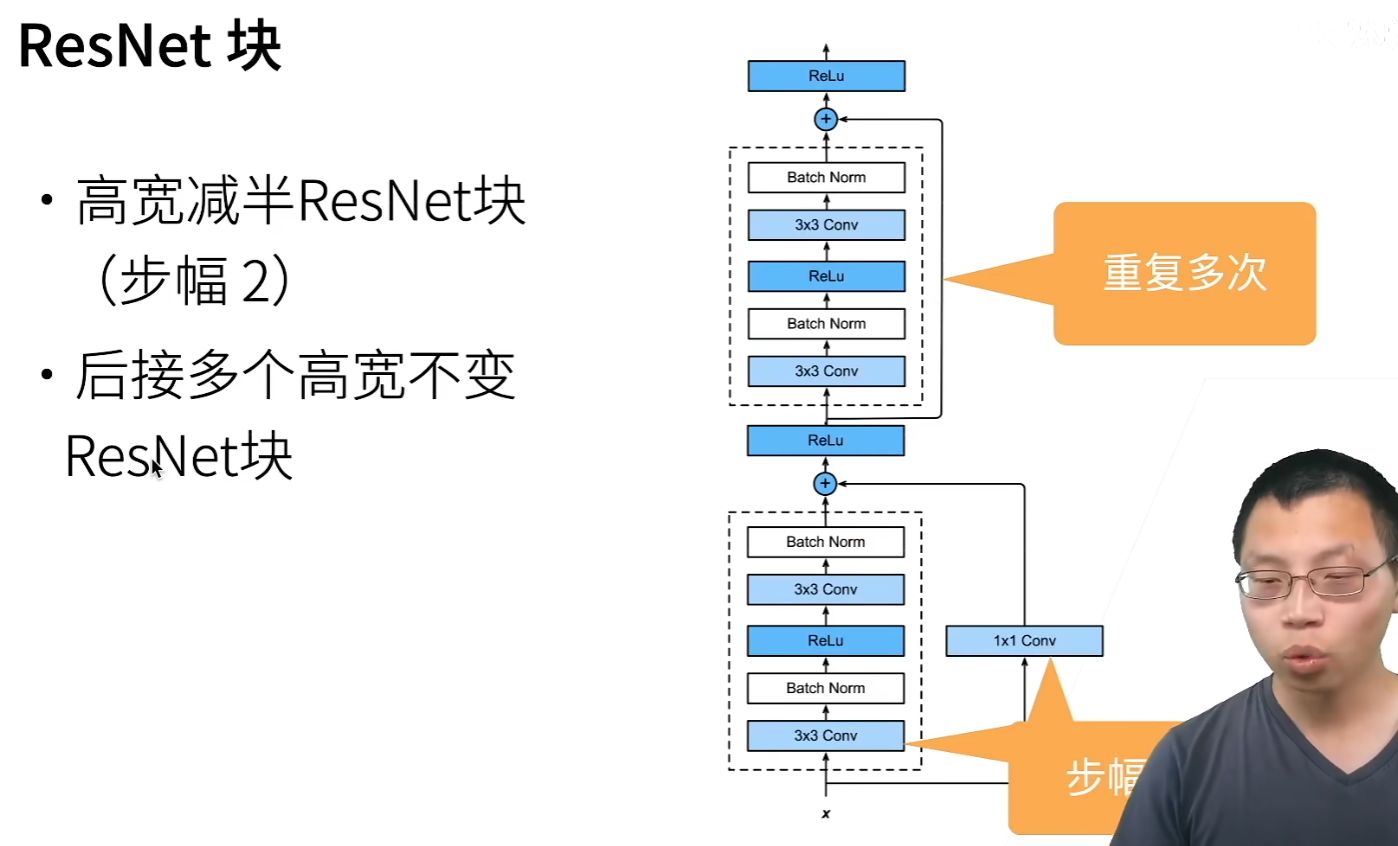 ResNet 块
・高宽减半ResNet块
（步幅 2）
・后接多个高宽不变
ResNet块
ReLu
+
Batch Norm
3x3 Conv
ReLu
Batch Norm
3x3 Conv
重复多次
ReLu
+
Batch Norm
3x3 Conv
ReLu
Batch Norm
3x3 Conv
1x1 Conv
步幅
x